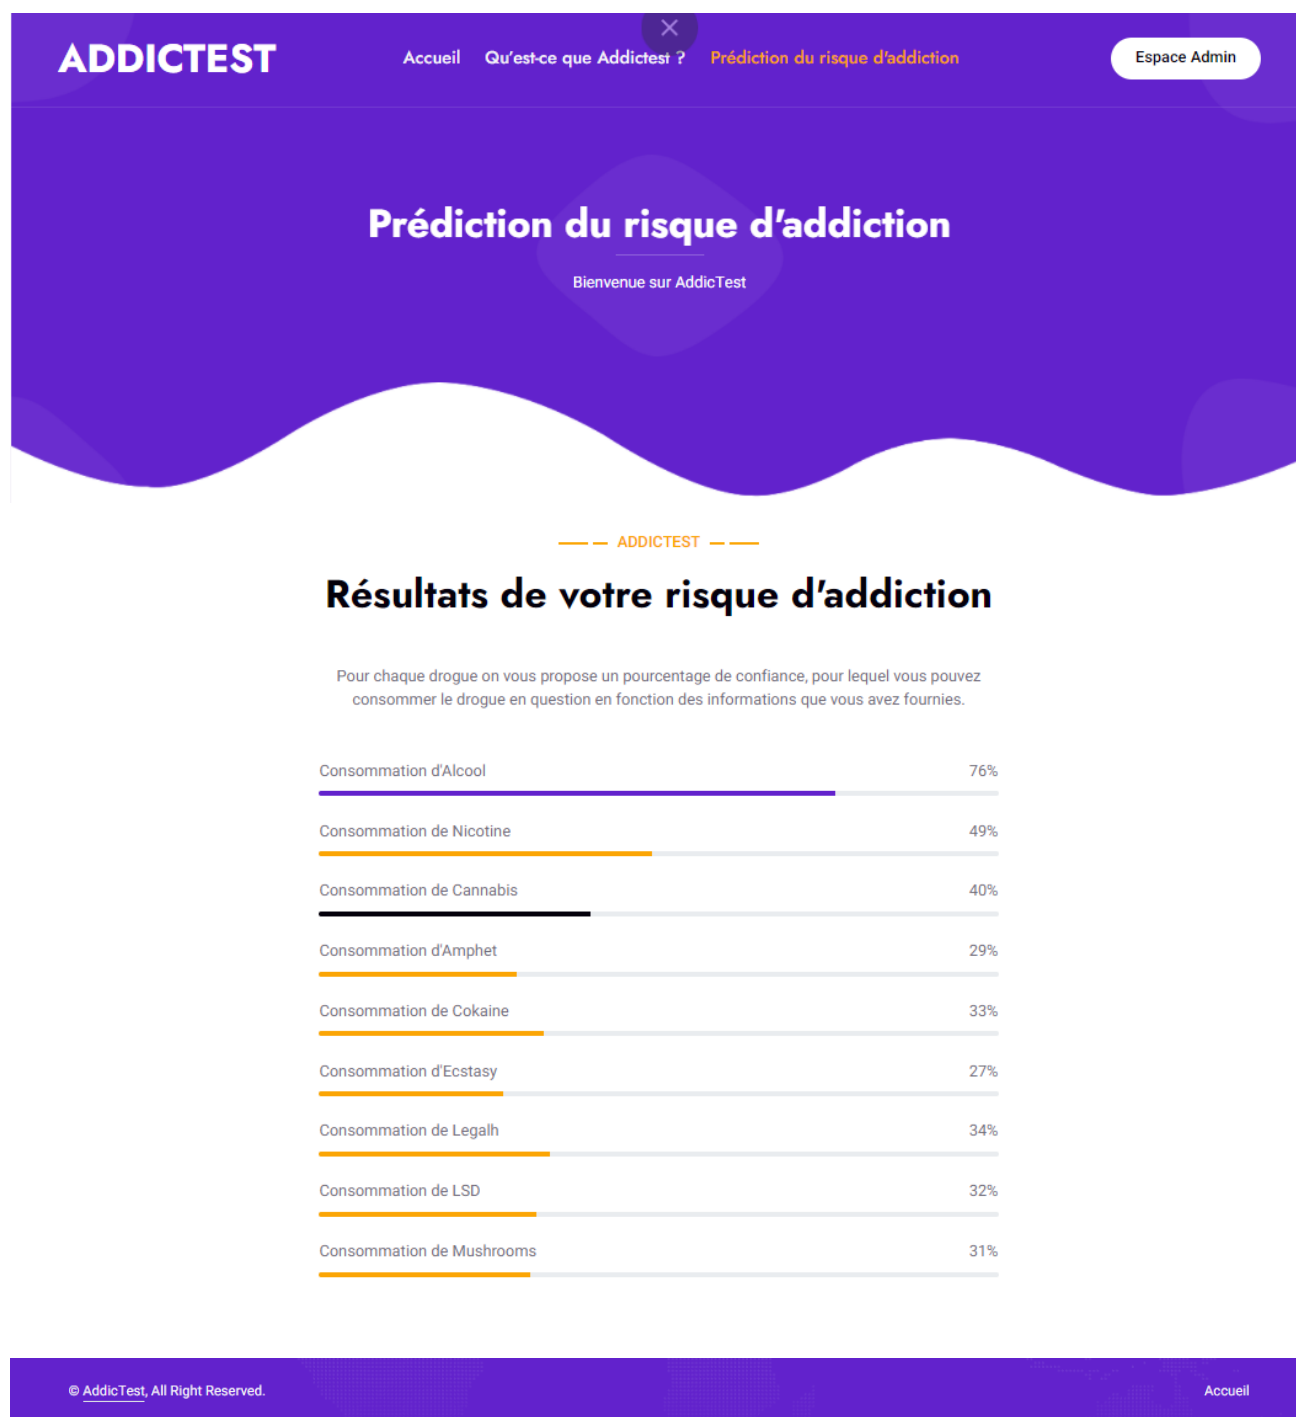 ADDICTEST
Accueil Qu'est-ce que Addictest ? Prédiction du risque d'addiction
Espace Admin
Prédiction du risque d'addiction
Bienvenue sur AddicTest
ADDICTEST
Résultats de votre risque d'addiction
Pour chaque drogue on vous propose un pourcentage de confiance, pour lequel vous pouvez
consommer le drogue en question en fonction des informations que vous avez fournies.
Consommation d'Alcool 76%
Consommation de Nicotine 49%
Consommation de Cannabis 40%
Consommation d'Amphet 29%
Consommation de Cokaine 33%
Consommation d'Ecstasy 27%
Consommation de Legalh 34%
Consommation de LSD 32%
Consommation de Mushrooms 31%
© AddicTest, All Right Reserved. Accueil